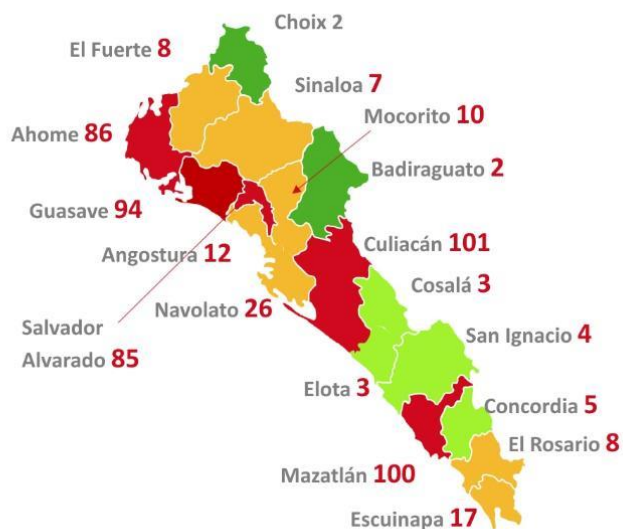 Choix 2
El Fuerte 8
Sinaloa 7
Mocorito 10
Ahome 86
Badiraguato 2
Guasave 94
Culiacán 101
Angostura 12
Cosalá 3
Navolato 26
Salvador
Alvarado 85
San Ignacio 4
Elota 3
Concordia 5
El Rosario 8
Mazatlán 100
Escuinapa 17